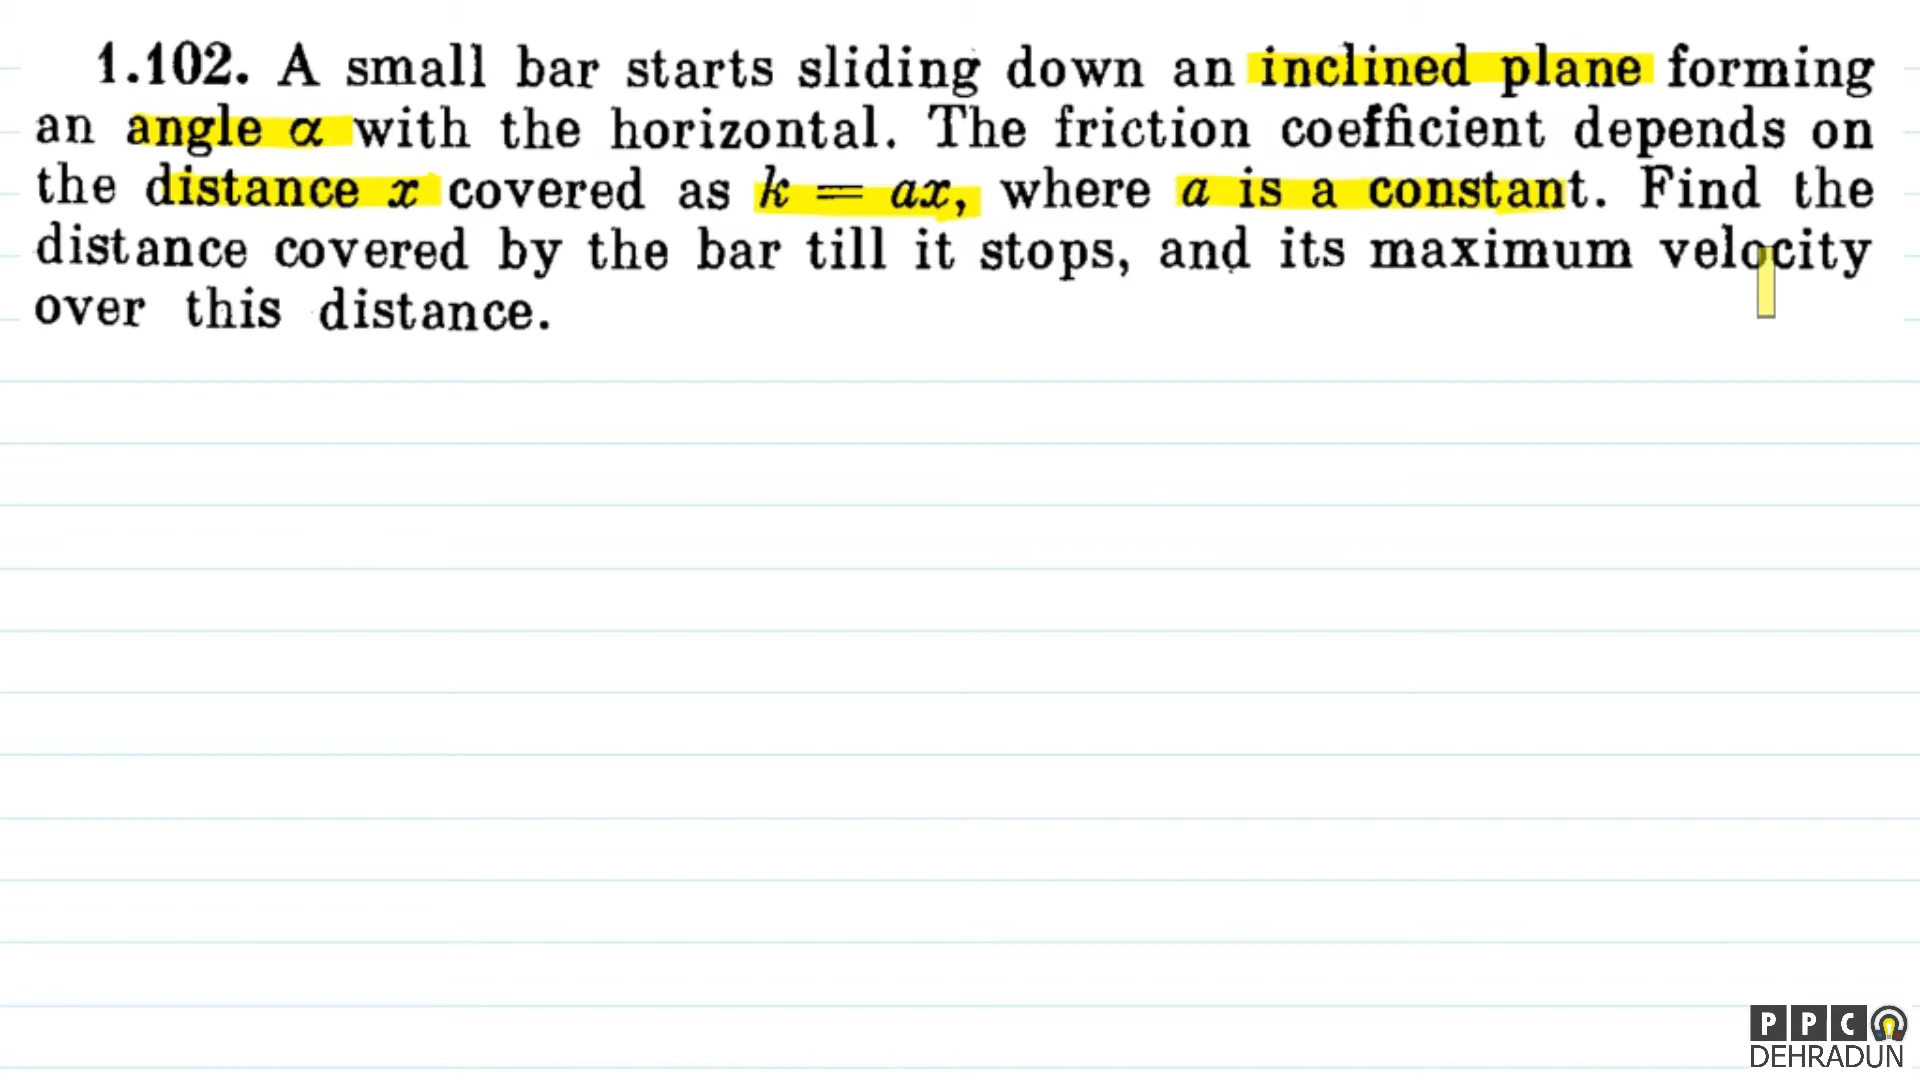 1.102. A small bar starts sliding down an inclined plane forming
an angle α with the horizontal. The friction coefficient depends on
the distance x covered as k = ax, where a is a constant. Find the
distance covered by the bar till it stops, and its maximum velocity
over this distance.
PPC
DEHRADUN